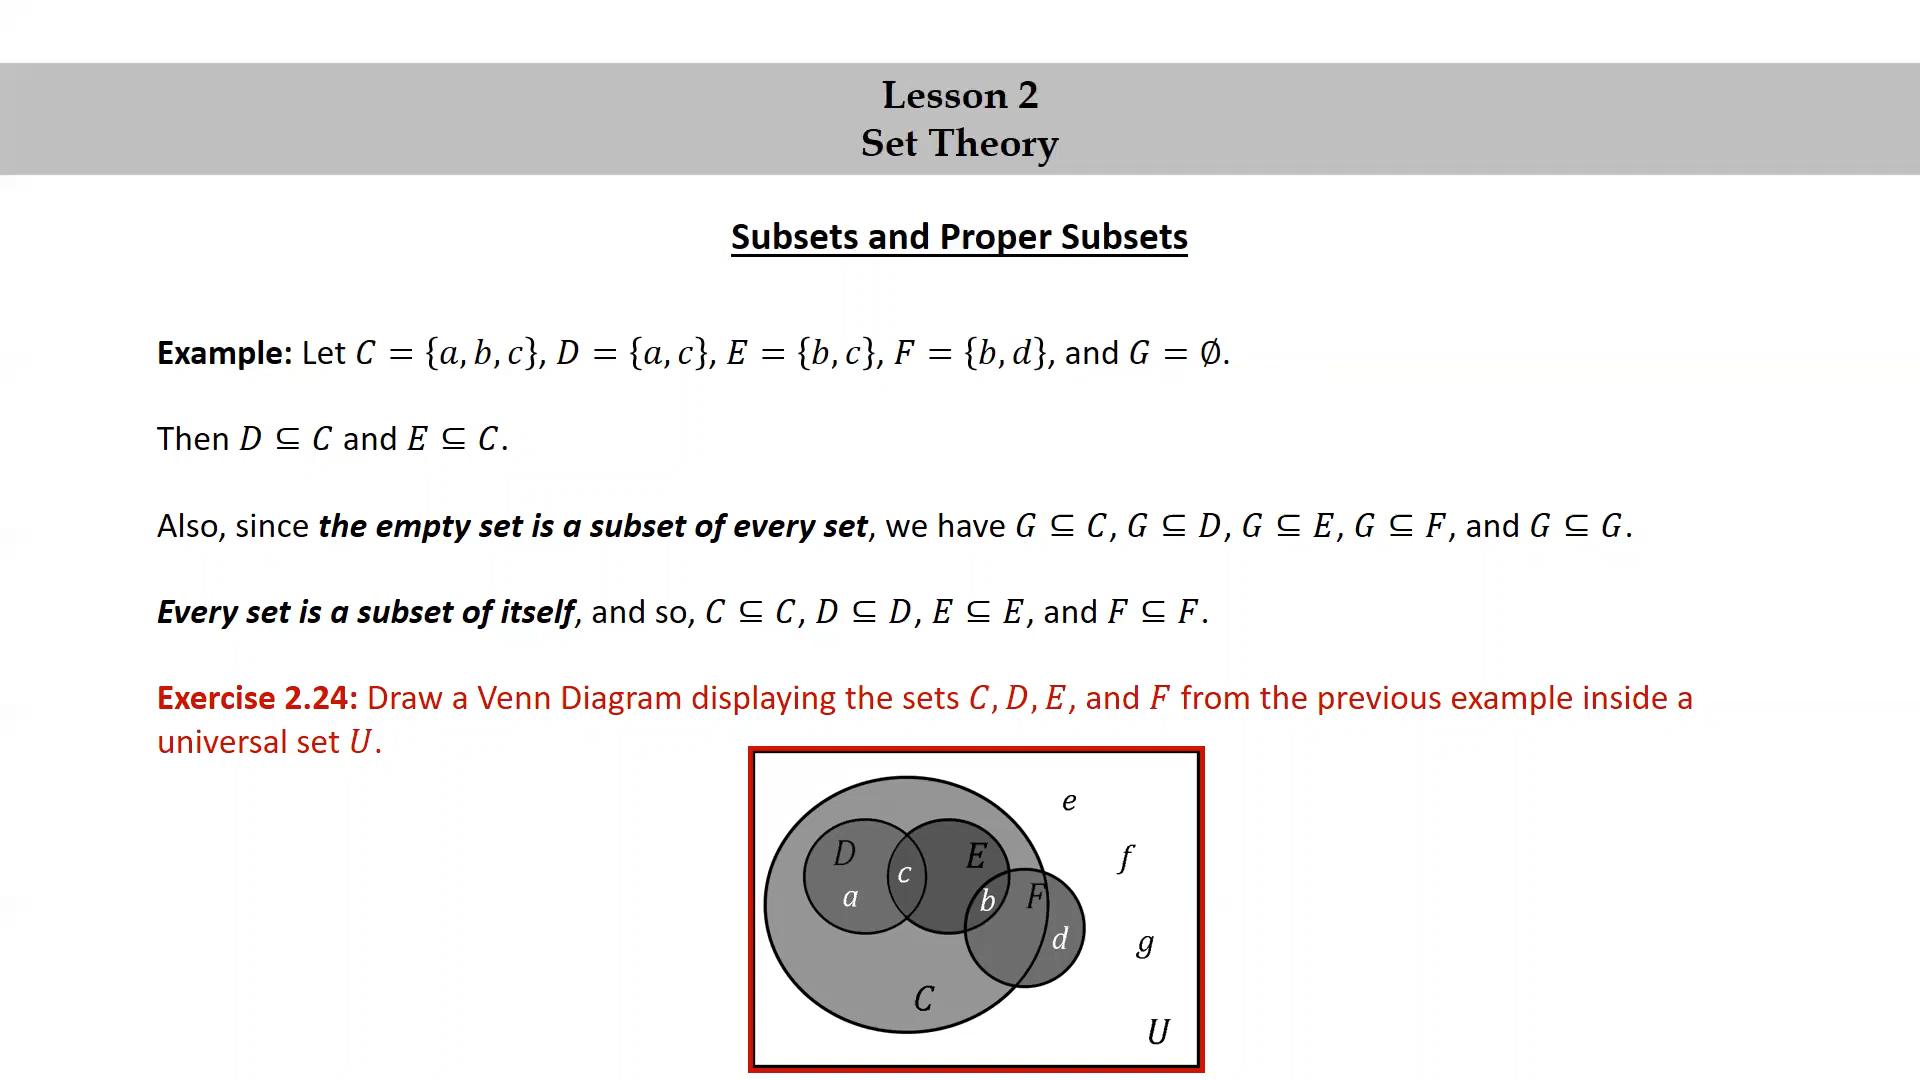 Lesson 2
Set Theory
Subsets and Proper Subsets
Example: Let C = {a, b, c}, D = {a, c}, E = {b, c}, F = {b, d}, and G = ∅.
Then D ⊆ C and E ⊆ C.
Also, since the empty set is a subset of every set, we have G ⊆ C, G ⊆ D, G ⊆ E, G ⊆ F, and G ⊆ G.
Every set is a subset of itself, and so, C ⊆ C, D ⊆ D, E ⊆ E, and F ⊆ F.
Exercise 2.24: Draw a Venn Diagram displaying the sets C, D, E, and F from the previous example inside a
universal set U.
e
D
E
f
c
a
b
F
d
g
C
U